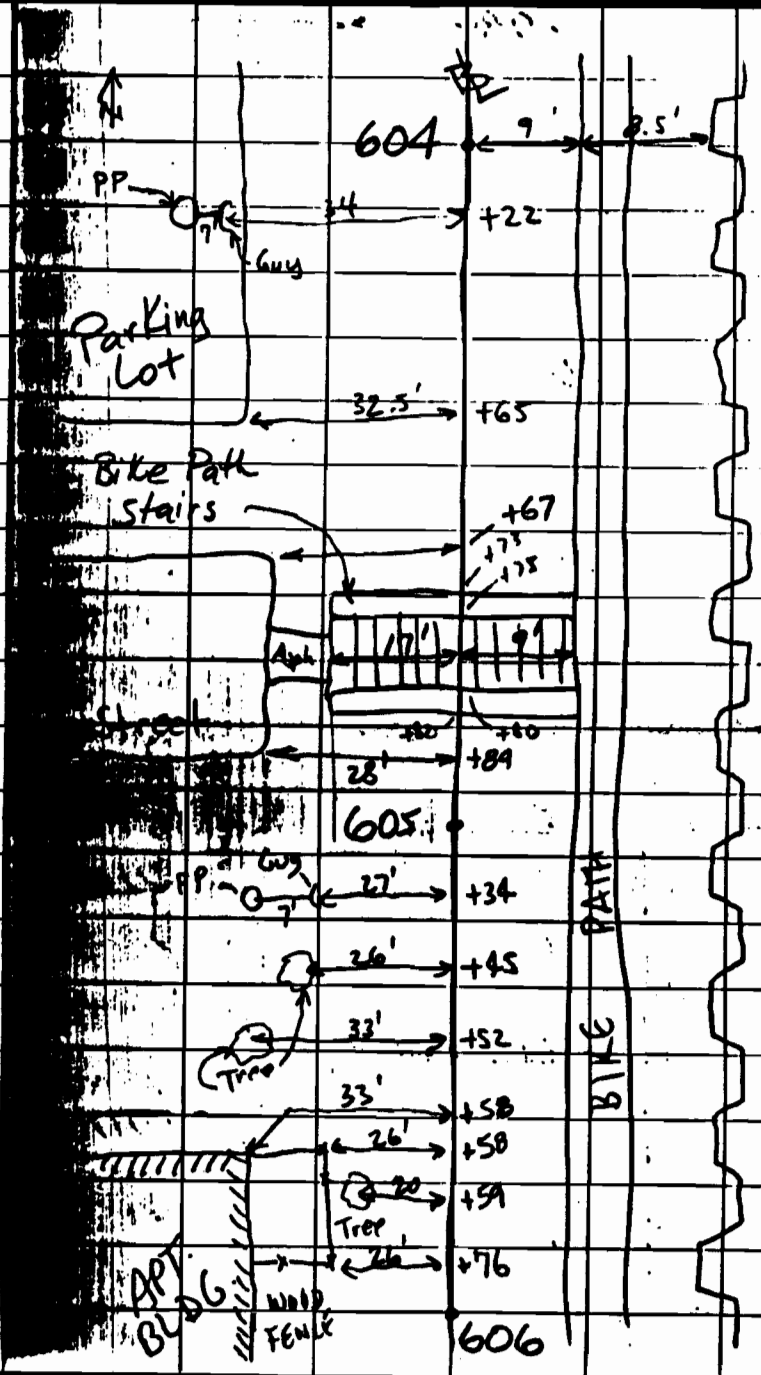 604
9'
8.5'
PP
34
+22
7'
Guy
Parking
Lot
32.5'
+65
Bike Path
Stairs
+67
+73
+78
Asph
17'
9'
Street
+80
+80
28'
+89
605
Guy
PP
7'
27'
+34
26'
+45
33'
+52
Tree
33'
+58
26'
+58
20
+59
Tree
26'
+76
APT
BLDG
WOOD
FENCE
606
BIKE PATH